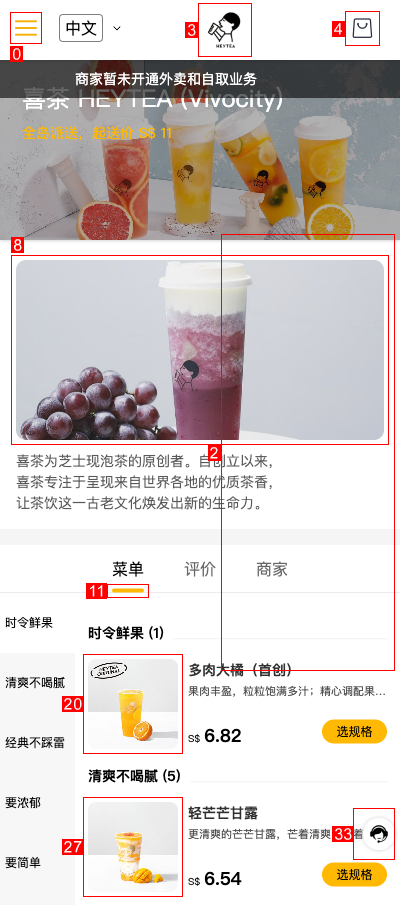 中文
HEYTEA
商家暂未开通外卖和自取业务
喜茶 HEYTEA (Vivocity)
全岛派送，起送价 S$ 11
喜茶为芝士现泡茶的原创者。自创立以来，
喜茶专注于呈现来自世界各地的优质茶香，
让茶饮这一古老文化焕发出新的生命力。
菜单
评价
商家
时令鲜果
清爽不喝腻
经典不踩雷
要浓郁
要简单
时令鲜果 (1)
多肉大橘（首创）
果肉丰盈，粒粒饱满多汁；精心调配果...
S$ 6.82
选规格
清爽不喝腻 (5)
轻芒芒甘露
更清爽的芒芒甘露，芒着清爽
着
S$ 6.54
选规格
0
3
4
8
2
11
20
27
33